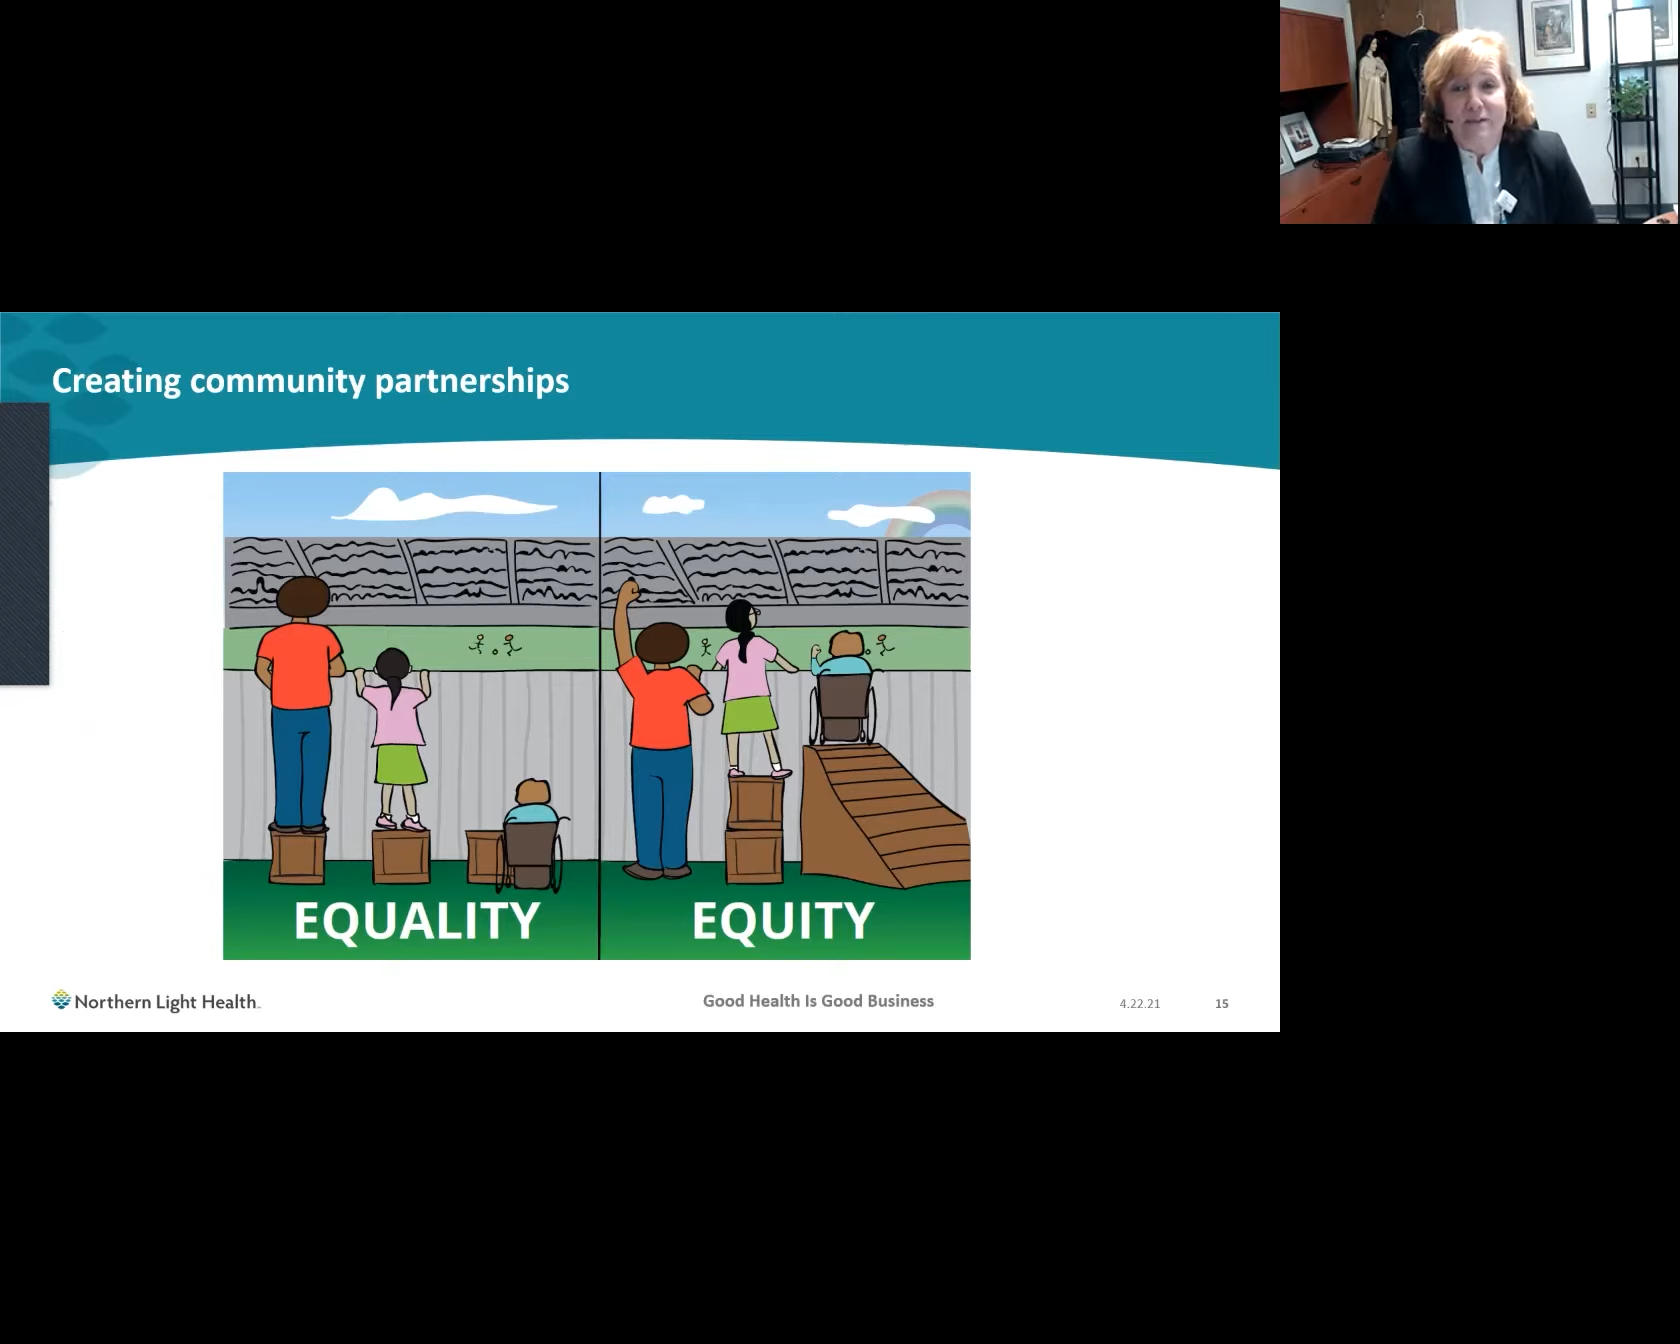 Creating community partnerships
EQUALITY
EQUITY
Northern Light Health
Good Health Is Good Business
4.22.21
15